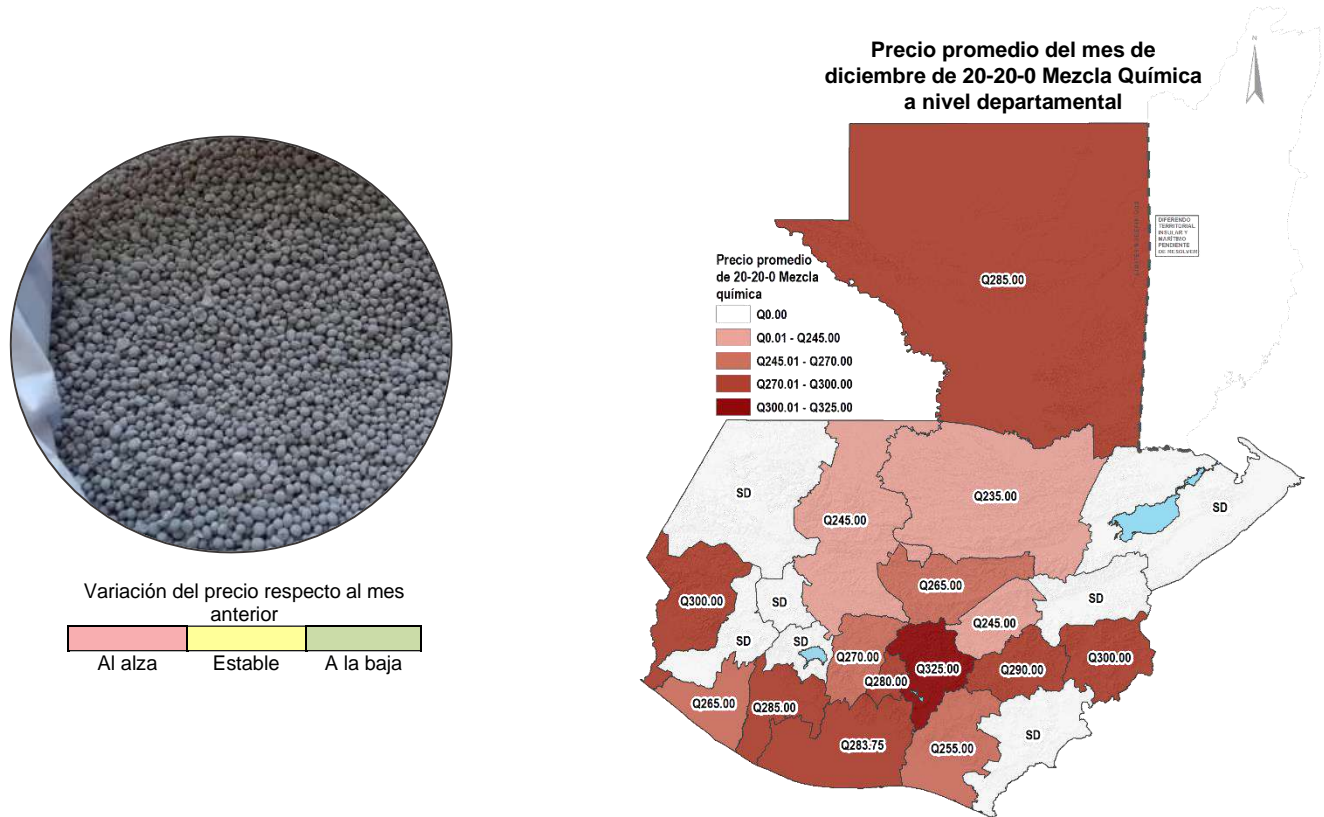 Precio promedio del mes de
diciembre de 20-20-0 Mezcla Química
a nivel departamental
N
DIFERENDO
TERRITORIAL
INSULAR Y
MARÍTIMO
PENDIENTE
DE RESOLVER
Precio promedio
de 20-20-0 Mezcla
química
Q0.00
Q0.01 - Q245.00
Q245.01 - Q270.00
Q270.01 - Q300.00
Q300.01 - Q325.00
Q285.00
SD
Q245.00
Q235.00
SD
Q300.00
SD
Q265.00
SD
SD
SD
Q245.00
Q270.00
Q280.00
Q325.00
Q290.00
Q300.00
Q265.00
Q285.00
Q283.75
Q255.00
SD
Variación del precio respecto al mes
anterior
Al alza
Estable
A la baja